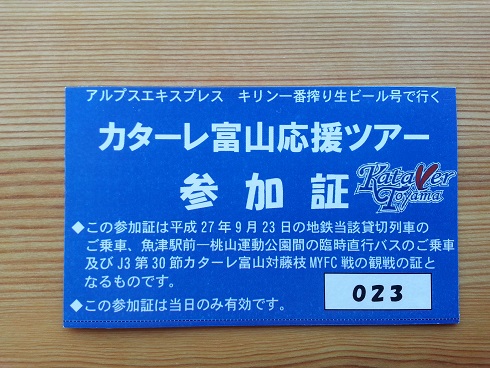 アルプスエキスプレス　キリン一番搾り生ビール号で行く
カターレ富山応援ツアー
参加証
Kataller
Toyama
◆この参加証は平成27年9月23日の地鉄当該貸切列車の
ご乗車、魚津駅前―桃山運動公園間の臨時直行バスのご乗車
及びJ3第30節カターレ富山対藤枝MYFC戦の観戦の証と
なるものです。
◆この参加証は当日のみ有効です。
023